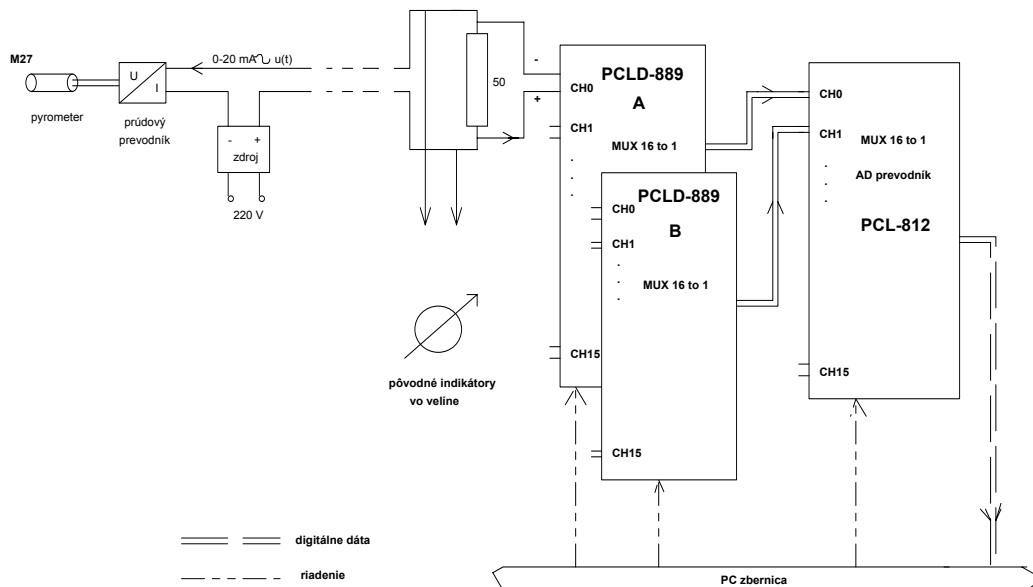 M27
pyrometer
U
I
prúdový
prevodník
0-20 mA u(t)
- +
zdroj
220 V
50
-
+
pôvodné indikátory
vo velíne
PCLD-889
A
CH0
CH1
MUX 16 to 1
CH15
PCLD-889
B
CH0
CH1
MUX 16 to 1
CH15
CH0
CH1
MUX 16 to 1
AD prevodník
PCL-812
CH15
digitálne dáta
riadenie
PC zbernica